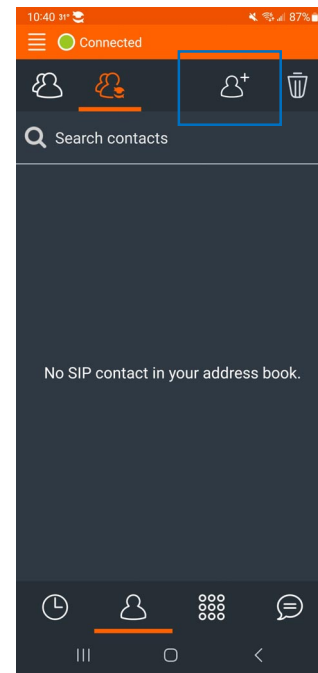 10:40 31°
87%
Connected
Search contacts
No SIP contact in your address book.